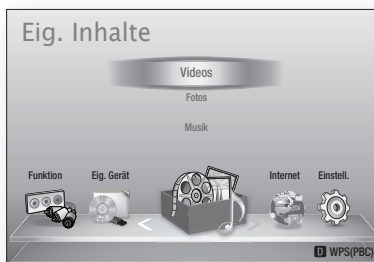 Eig. Inhalte
Videos
Fotos
Musik
Funktion Eig. Gerät Internet Einstell.
D WPS(PBC)